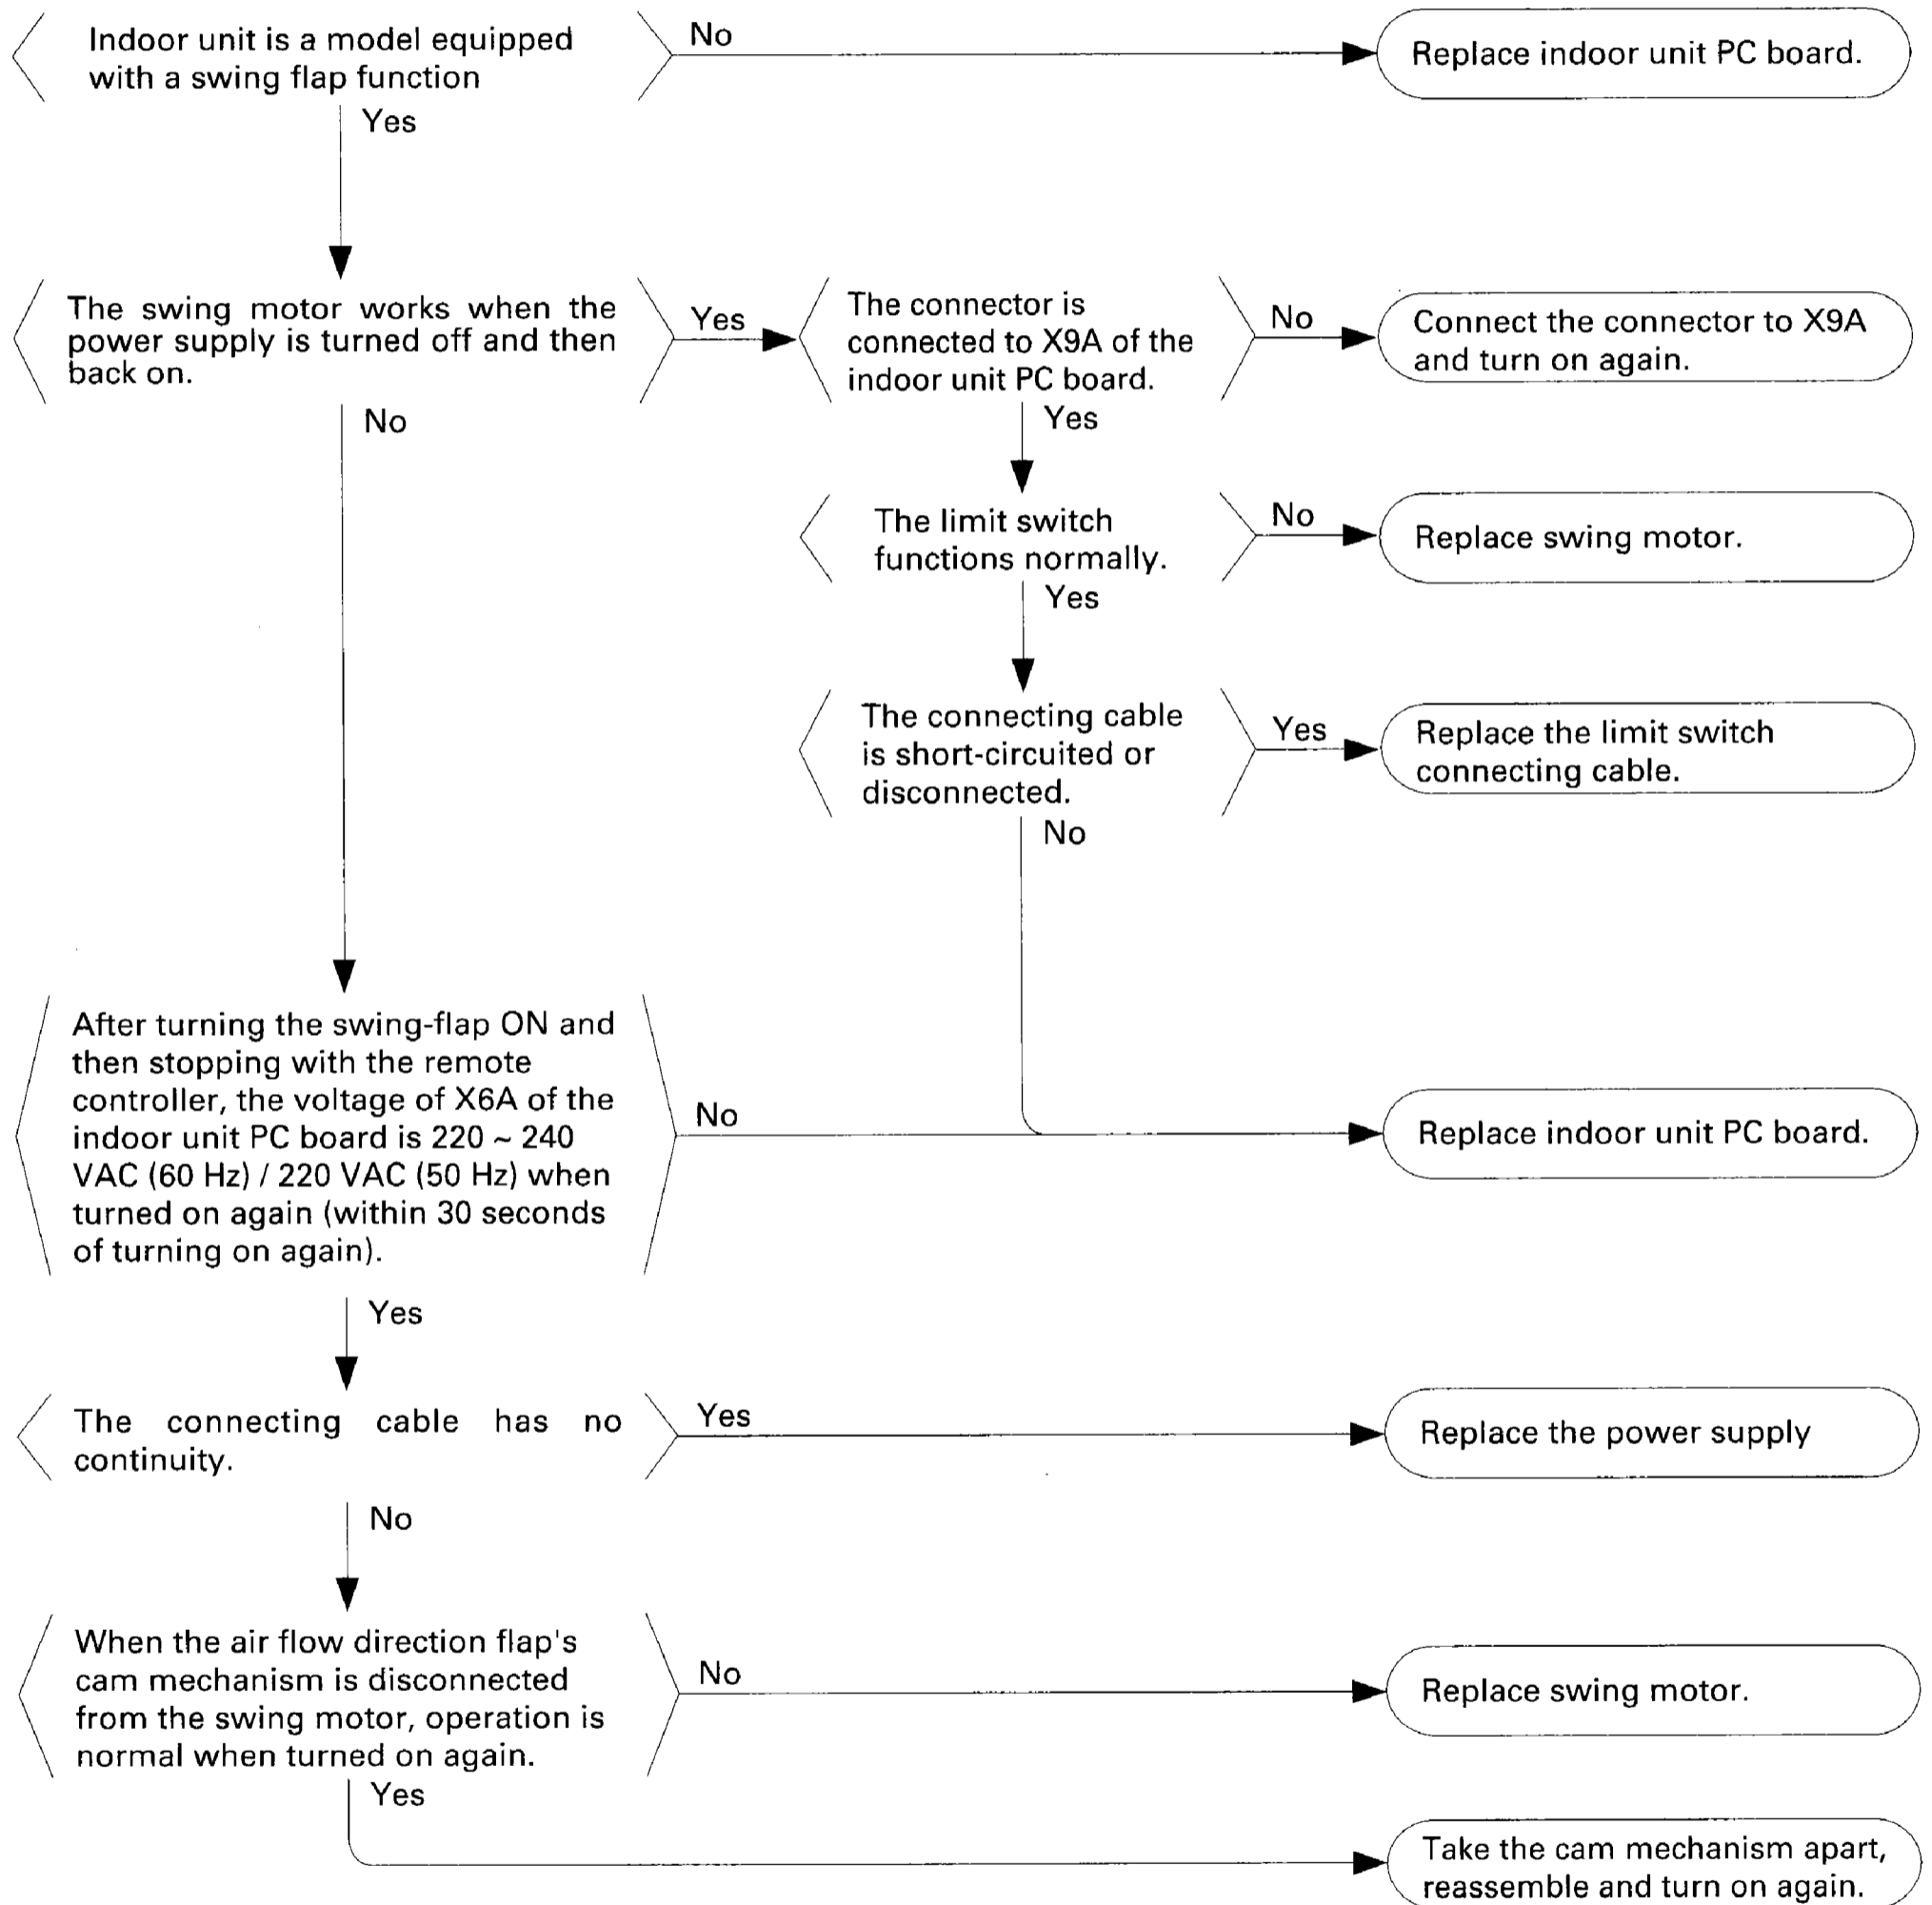 Indoor unit is a model equipped
with a swing flap function
No
Replace indoor unit PC board.
Yes
The swing motor works when the
power supply is turned off and then
back on.
Yes
The connector is
connected to X9A of the
indoor unit PC board.
No
Connect the connector to X9A
and turn on again.
No
Yes
The limit switch
functions normally.
No
Replace swing motor.
Yes
The connecting cable
is short-circuited or
disconnected.
Yes
Replace the limit switch
connecting cable.
No
After turning the swing-flap ON and
then stopping with the remote
controller, the voltage of X6A of the
indoor unit PC board is 220 ~ 240
VAC (60 Hz) / 220 VAC (50 Hz) when
turned on again (within 30 seconds
of turning on again).
No
Replace indoor unit PC board.
Yes
The connecting cable has no
continuity.
Yes
Replace the power supply
No
When the air flow direction flap's
cam mechanism is disconnected
from the swing motor, operation is
normal when turned on again.
No
Replace swing motor.
Yes
Take the cam mechanism apart,
reassemble and turn on again.